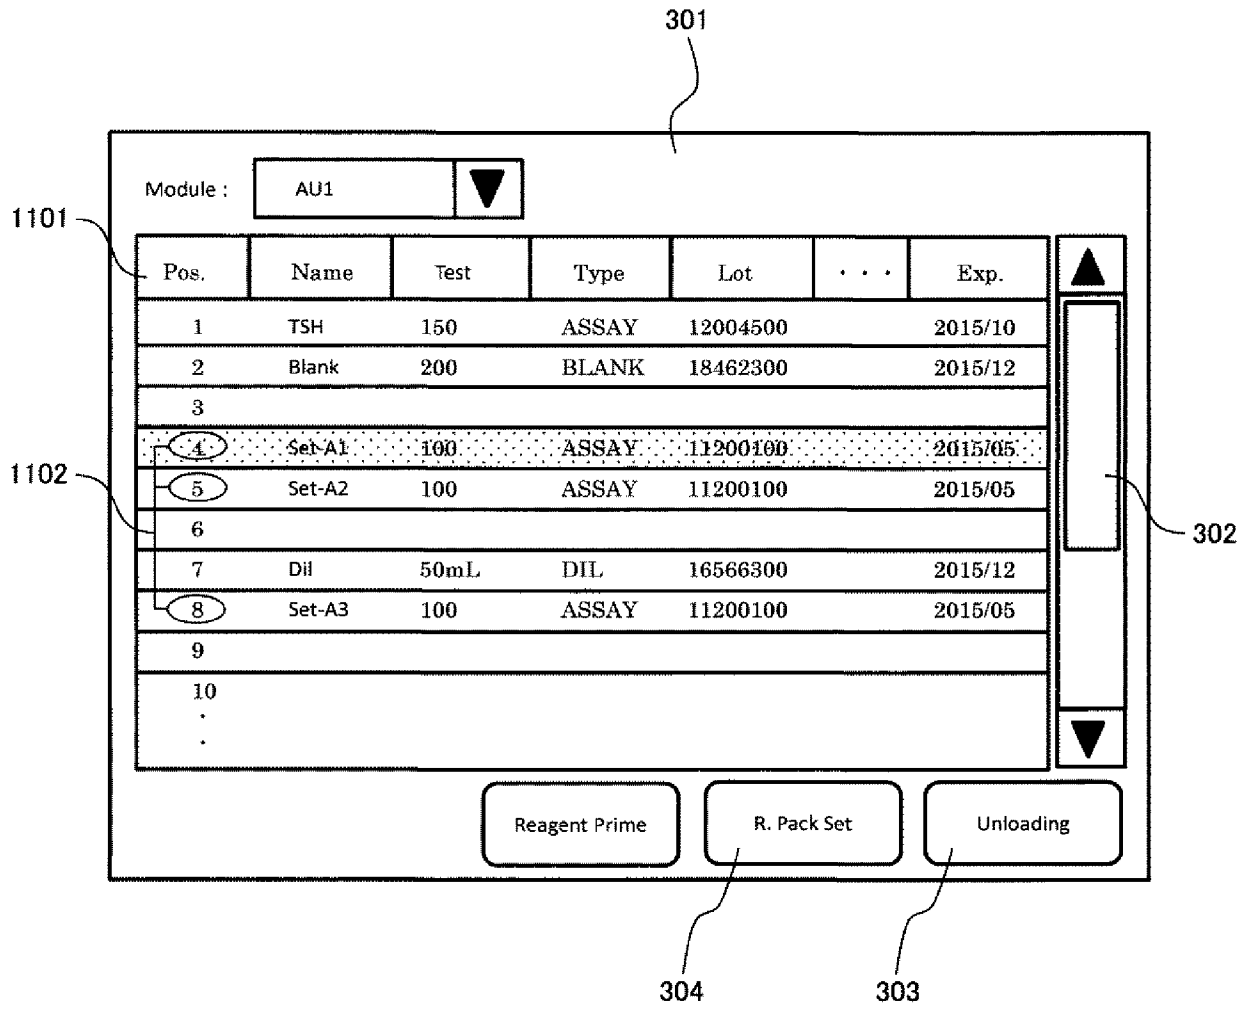 301
Module : AU1
1101
Pos. Name Test Type Lot · · · Exp.
1 TSH 150 ASSAY 12004500 2015/10
2 Blank 200 BLANK 18462300 2015/12
3
4 Set-A1 100 ASSAY 11200100 2015/05
1102
5 Set-A2 100 ASSAY 11200100 2015/05
6
302
7 Dil 50mL DIL 16566300 2015/12
8 Set-A3 100 ASSAY 11200100 2015/05
9
10
.
.
Reagent Prime R. Pack Set Unloading
304 303